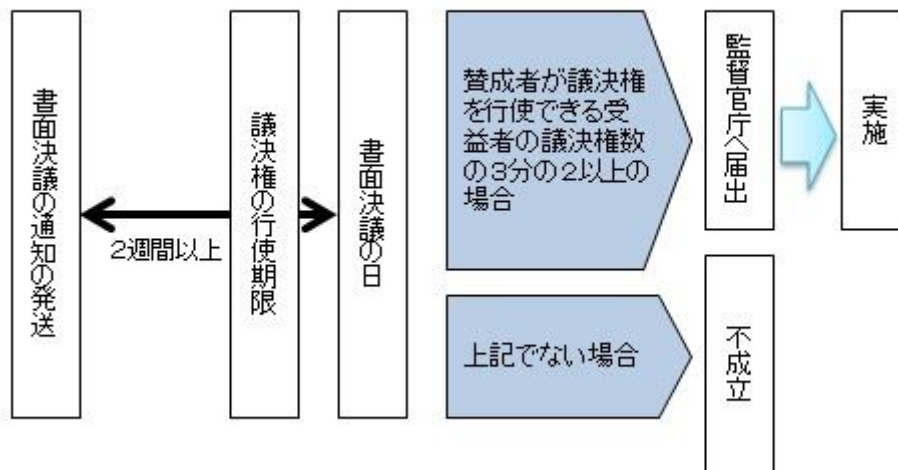 書面決議の通知の発送
2週間以上
議決権の行使期限
書面決議の日
賛成者が議決権
を行使できる受
益者の議決権数
の3分の2以上の
場合
監督官庁へ届出
実施
上記でない場合
不成立